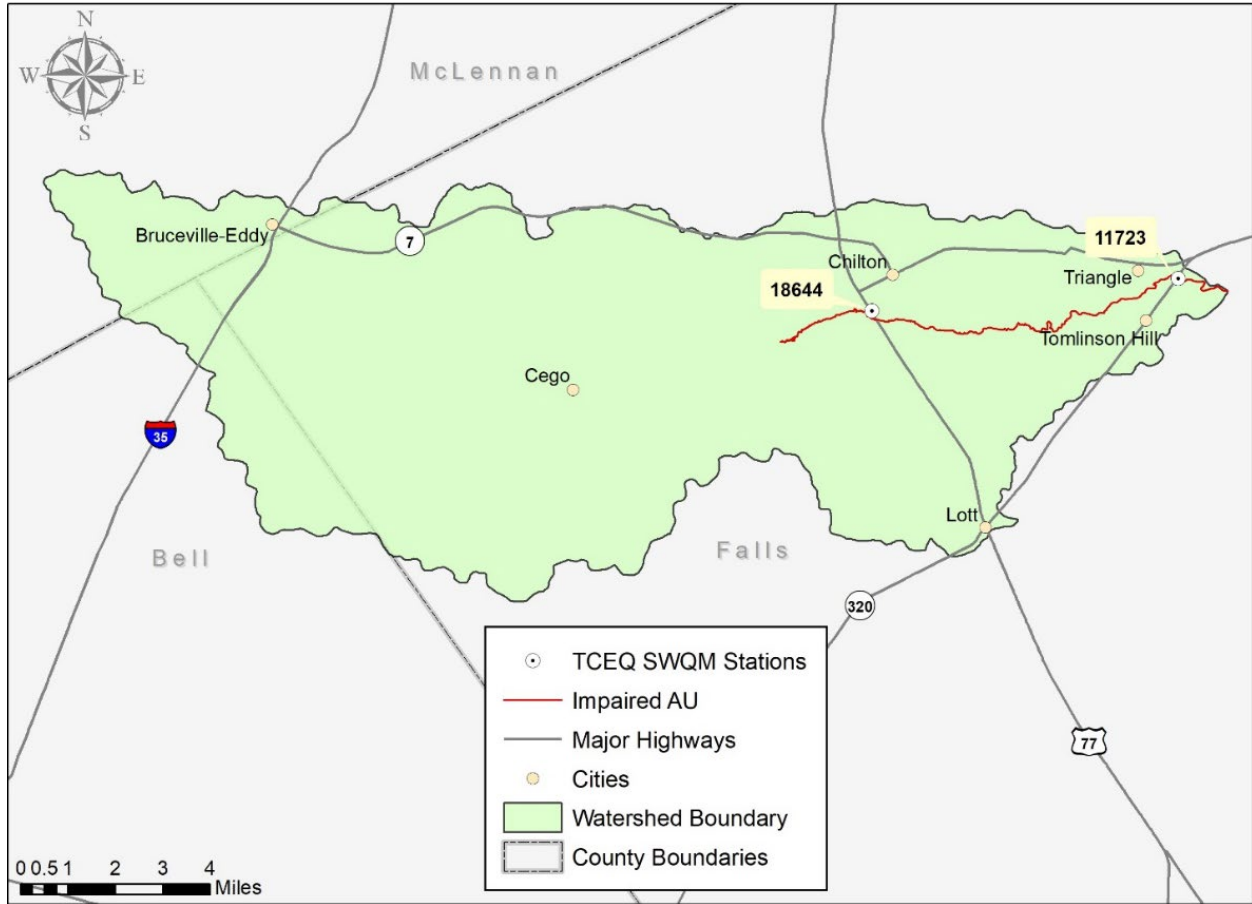 N
McLennan
W
E
S
Bruceville-Eddy
7
11723
Chilton
Triangle
18644
Tomlinson Hill
Cego
35
Lott
Bell
Falls
320
TCEQ SWQM Stations
Impaired AU
Major Highways
77
Cities
Watershed Boundary
County Boundaries
0 0.5 1 2 3 4
Miles